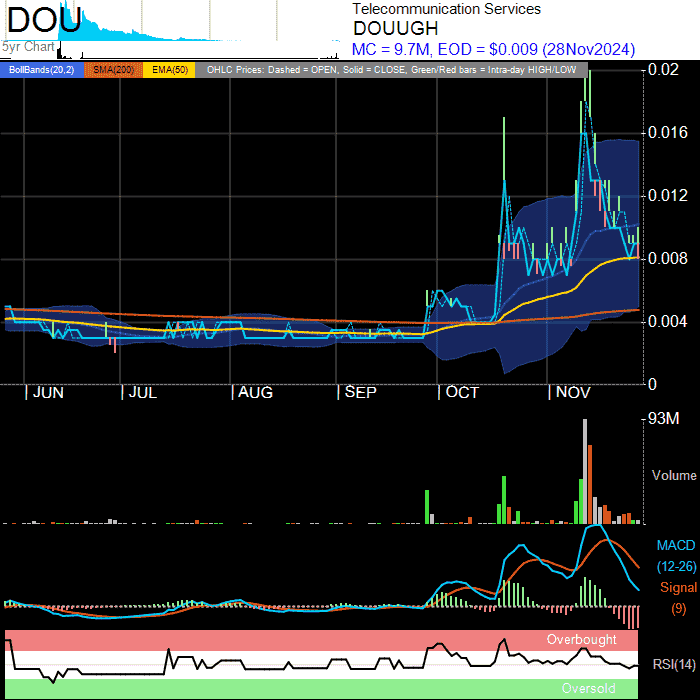 DOU
5yr Chart
Telecommunication Services
DOUUGH
MC = 9.7M, EOD = $0.009 (28Nov2024)
BollBands(20,2) SMA(200) EMA(50) OHLC Prices: Dashed = OPEN, Solid = CLOSE, Green/Red bars = Intra-day HIGH/LOW
0.02
0.016
0.012
0.008
0.004
0
JUN JUL AUG SEP OCT NOV
93M
Volume
MACD
(12-26)
Signal
(9)
Overbought
RSI(14)
Oversold